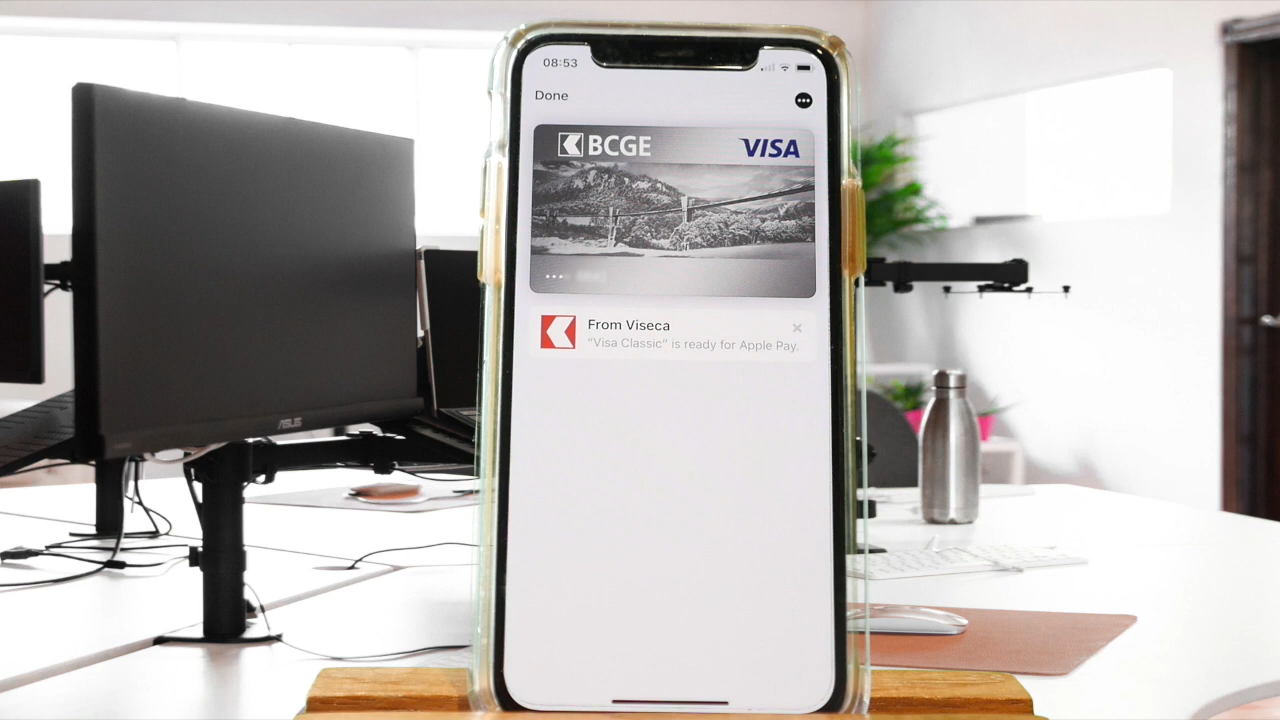 08:53
Done
BCGE VISA
From Viseca
“Visa Classic” is ready for Apple Pay.
ASUS